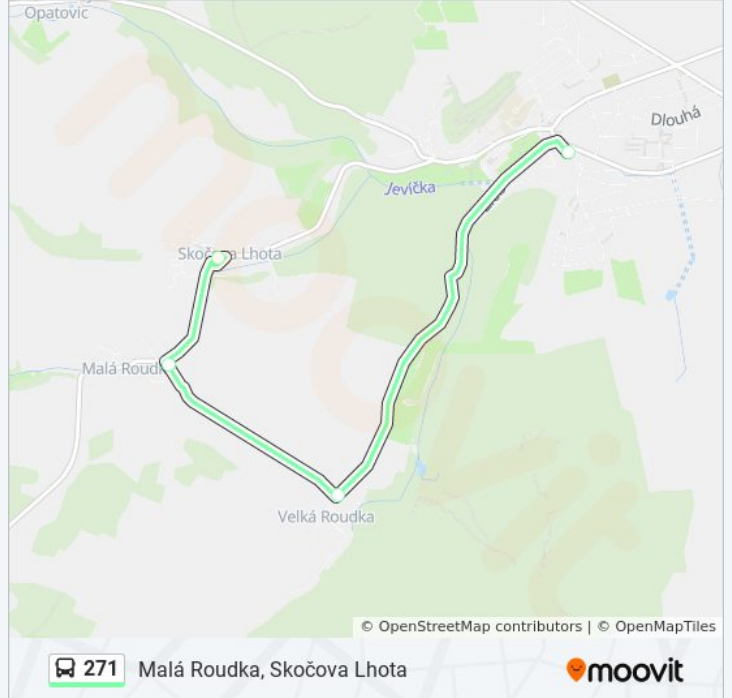 Opatovic
Dlouhá
Jevíčka
Skočova Lhota
Malá Roudka
Velká Roudka
© OpenStreetMap contributors | © OpenMapTiles
271 Malá Roudka, Skočova Lhota
moovit